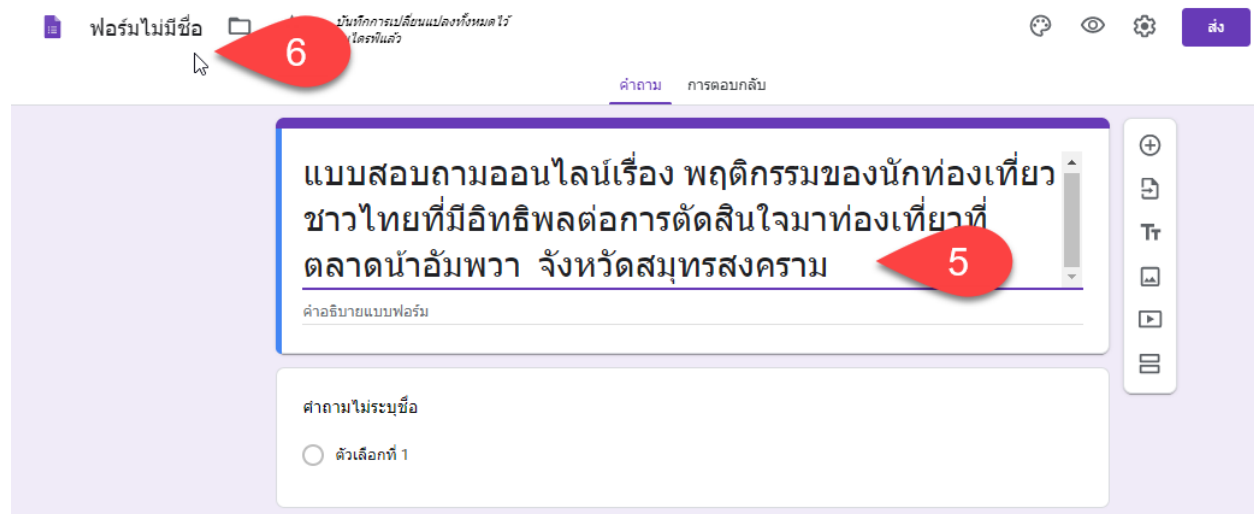 ฟอร์มไม่มีชื่อ
บันทึกการเปลี่ยนแปลงทั้งหมดไว้
ไดรฟ์แล้ว
6
ส่ง
คำถาม การตอบกลับ
แบบสอบถามออนไลน์เรื่อง พฤติกรรมของนักท่องเที่ยว
ชาวไทยที่มีอิทธิพลต่อการตัดสินใจมาท่องเที่ยวที่
ตลาดน้ำอัมพวา จังหวัดสมุทรสงคราม
5
คำอธิบายแบบฟอร์ม
คำถามไม่ระบุชื่อ
ตัวเลือกที่ 1
Tт